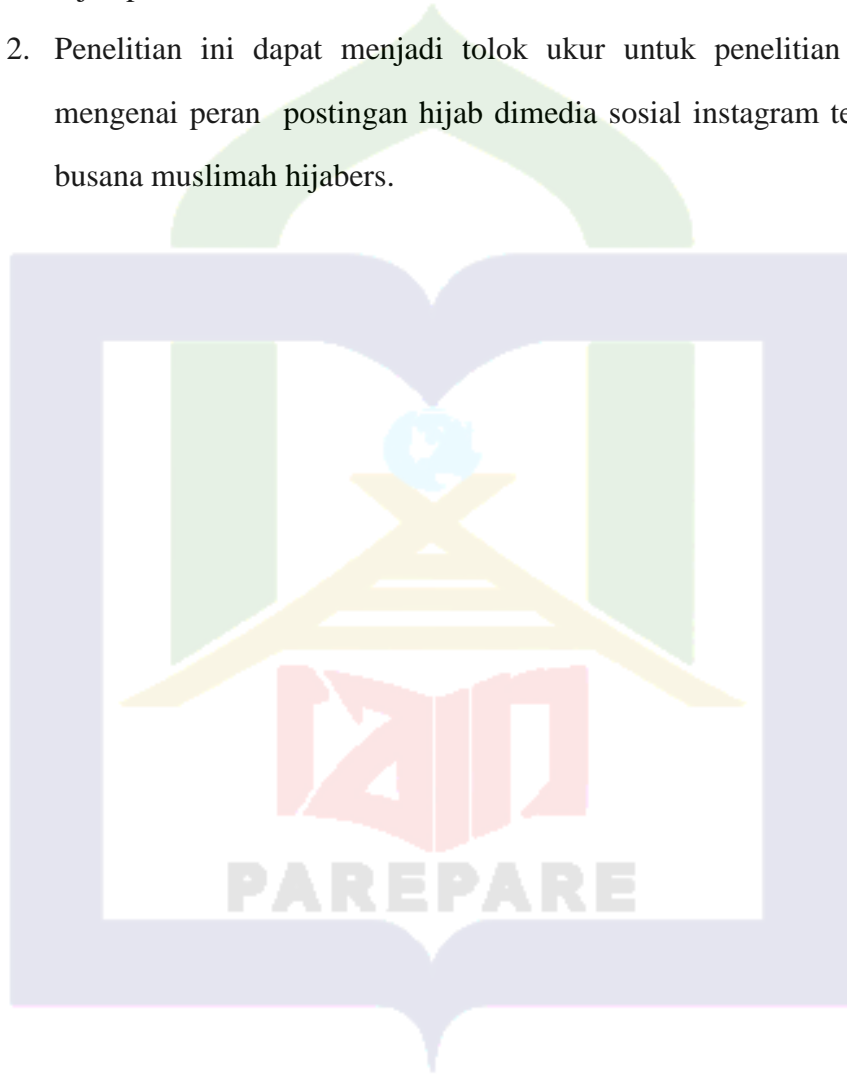 2. Penelitian ini dapat menjadi tolok ukur untuk penelitian
mengenai peran postingan hijab dimedia sosial instagram
busana muslimah hijabers.
iain
PAREPARE